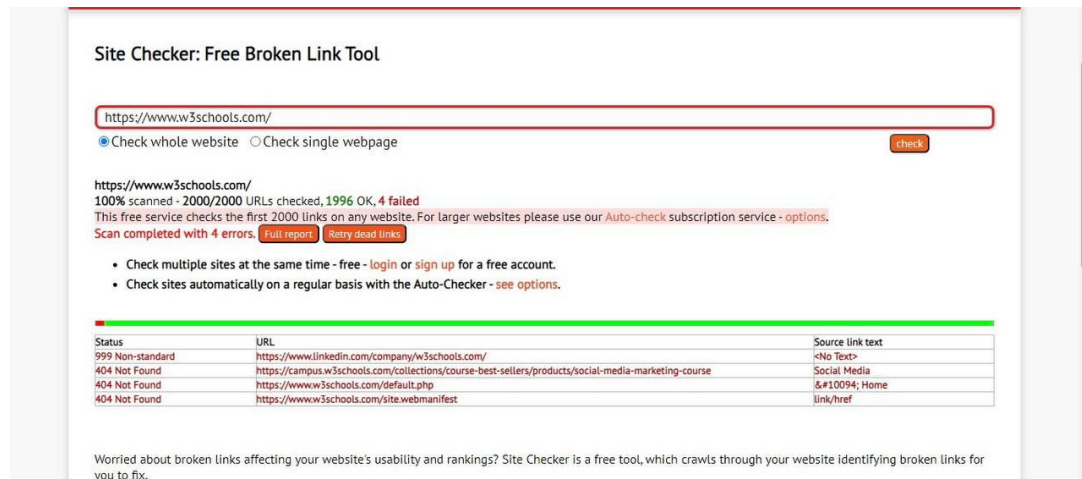 Site Checker: Free Broken Link Tool
https://www.w3schools.com/
Check whole website Check single webpage check
https://www.w3schools.com/
100% scanned - 2000/2000 URLs checked, 1996 OK, 4 failed
This free service checks the first 2000 links on any website. For larger websites please use our Auto-check subscription service - options.
Scan completed with 4 errors. Full report Retry dead links
• Check multiple sites at the same time - free - login or sign up for a free account.
• Check sites automatically on a regular basis with the Auto-Checker - see options.
Status URL Source link text
999 Non-standard https://www.linkedin.com/company/w3schools.com/ <No Text>
404 Not Found https://campus.w3schools.com/collections/course-best-sellers/products/social-media-marketing-course Social Media
404 Not Found https://www.w3schools.com/default.php &#10094; Home
404 Not Found https://www.w3schools.com/site.webmanifest link/href
Worried about broken links affecting your website's usability and rankings? Site Checker is a free tool, which crawls through your website identifying broken links for
you to fix.